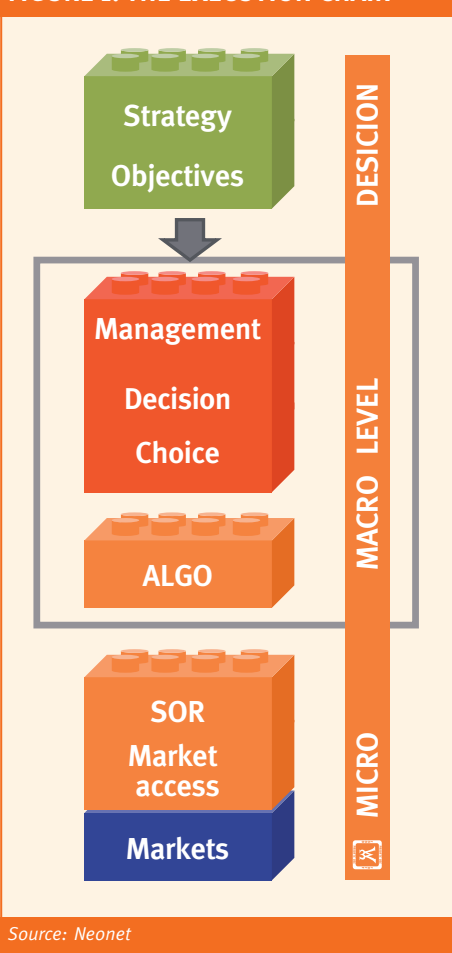 Strategy
Objectives
DESICION
Management
Decision
Choice
ALGO
MACRO LEVEL
SOR
Market
access
Markets
MICRO
Source: Neonet